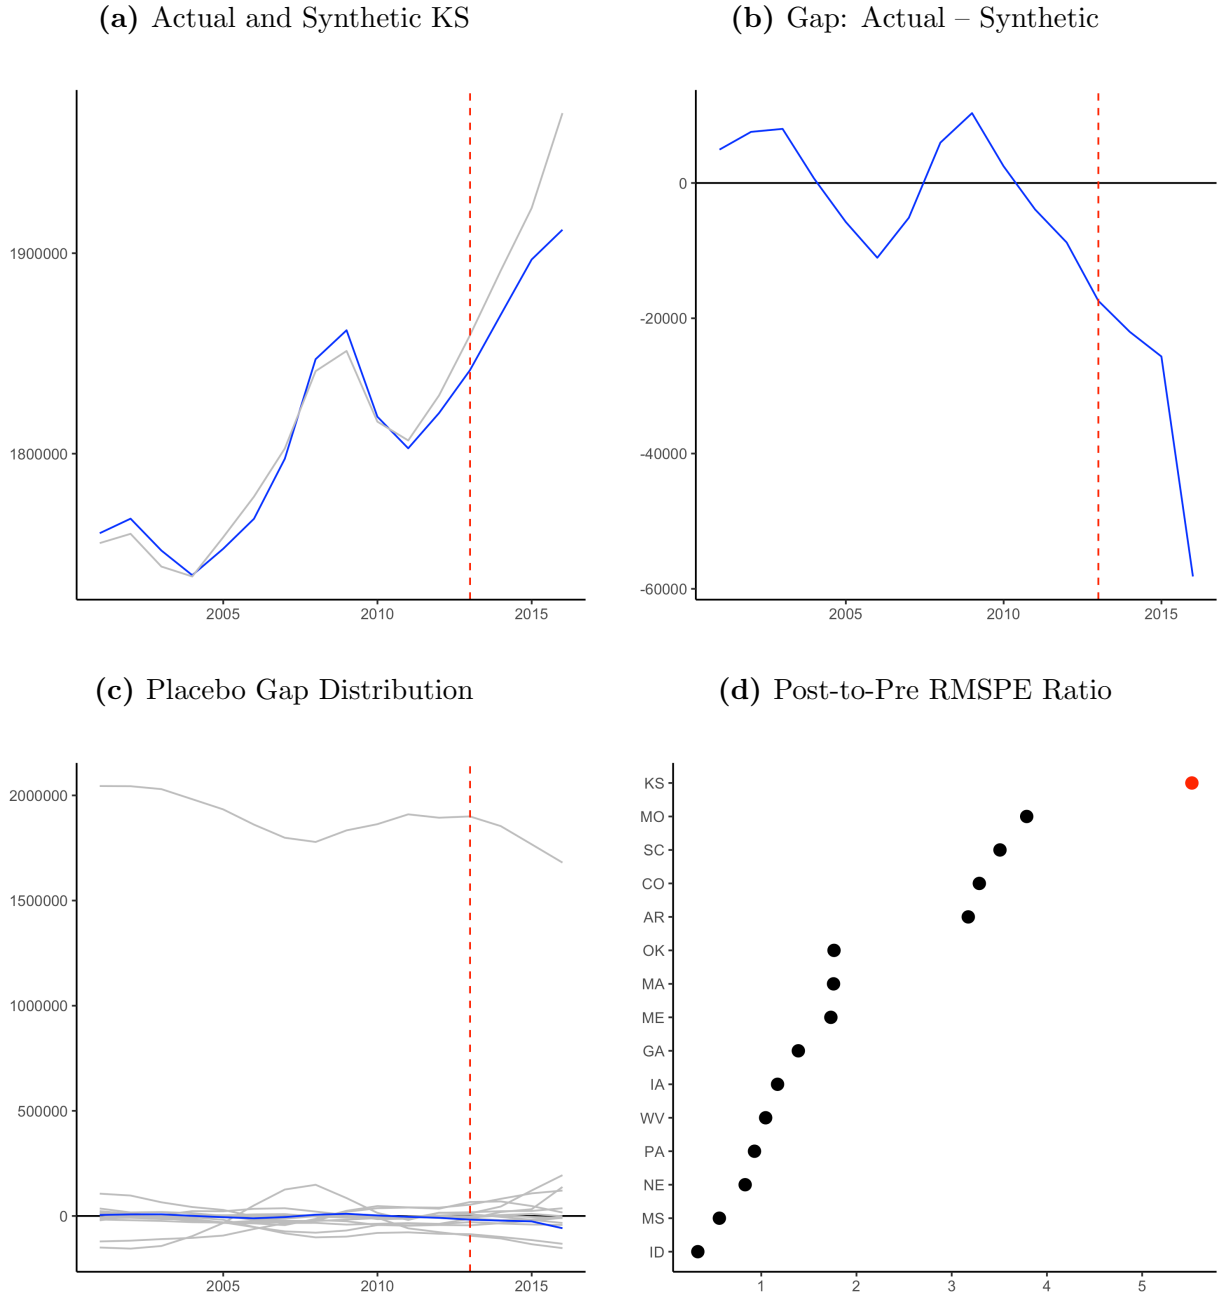 (a) Actual and Synthetic KS
1900000
1800000
2005 2010 2015
(b) Gap: Actual – Synthetic
0
-20000
-40000
-60000
2005 2010 2015
(c) Placebo Gap Distribution
2000000
1500000
1000000
500000
0
2005 2010 2015
(d) Post-to-Pre RMSPE Ratio
KS
MO
SC
CO
AR
OK
MA
ME
GA
IA
WV
PA
NE
MS
ID
1 2 3 4 5